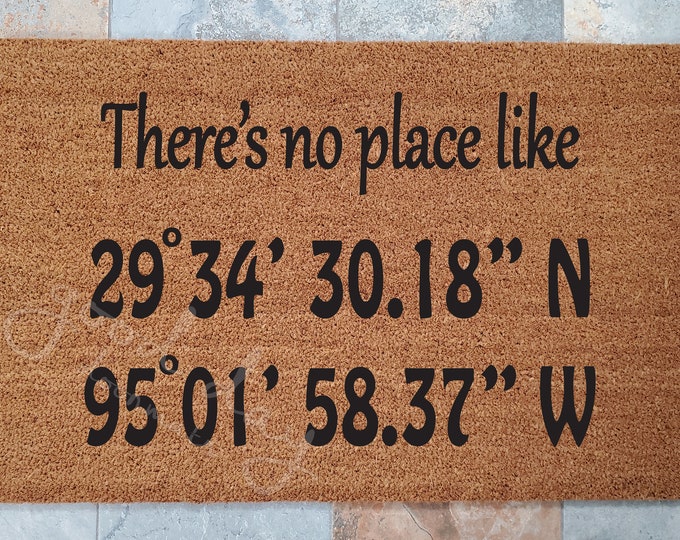 There’s no place like
29°34’ 30.18” N
95°01’ 58.37” W